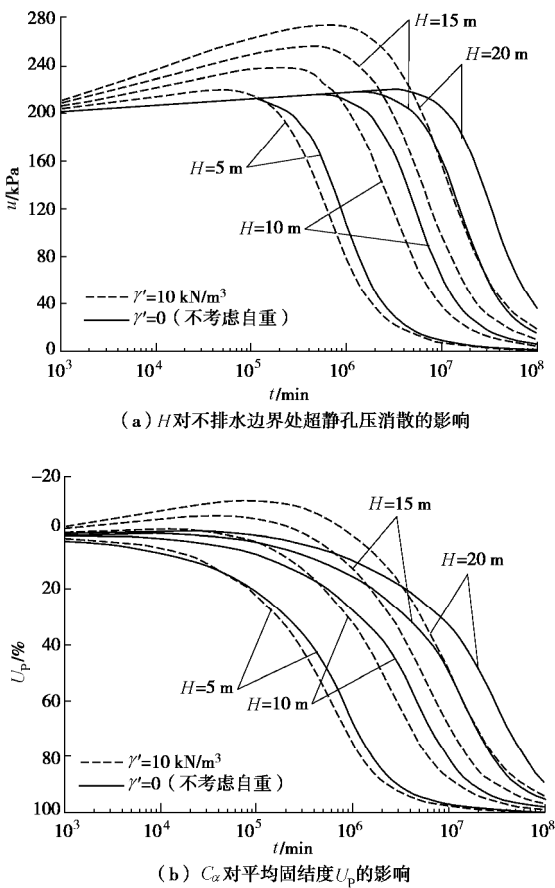 280
240
200
160
120
80
40
0
u/kPa
H=15 m
H=20 m
H=5 m
H=10 m
γ′=10 kN/m³
γ′=0（不考虑自重）
10³ 10⁴ 10⁵ 10⁶ 10⁷ 10⁸
t/min
（a）H对不排水边界处超静孔压消散的影响
−20
0
20
40
60
80
100
U_P/%
H=15 m
H=20 m
H=5 m
H=10 m
γ′=10 kN/m³
γ′=0（不考虑自重）
10³ 10⁴ 10⁵ 10⁶ 10⁷ 10⁸
t/min
（b）Cα对平均固结度U_P的影响